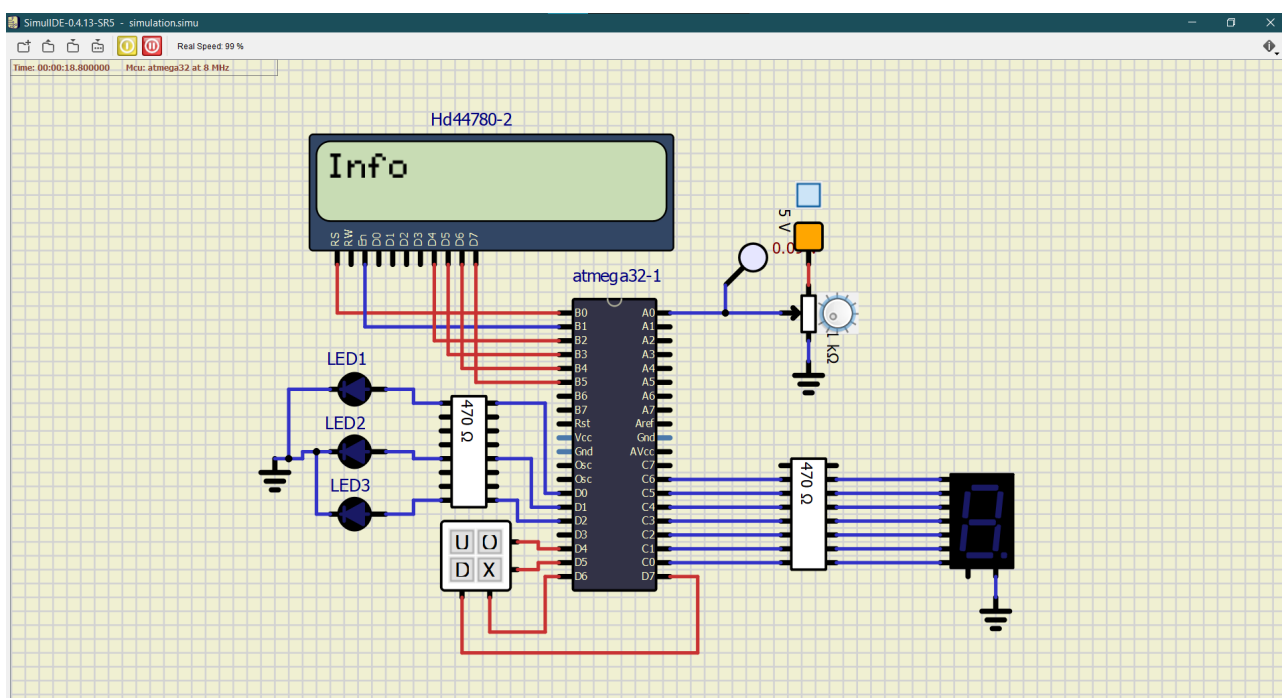 SimulIDE-0.4.13-SR5 - simulation.simu
Real Speed: 99 %
Time: 00:00:18.800000 Mcu: atmega32 at 8 MHz
Hd44780-2
Info
RS RW En D0 D1 D2 D3 D4 D5 D6 D7
5 V
0.0
1 kΩ
atmega32-1
B0 A0
B1 A1
B2 A2
B3 A3
B4 A4
B5 A5
B6 A6
B7 A7
Rst Aref
Vcc Gnd
Gnd AVcc
Osc C7
Osc C6
D0 C5
D1 C4
D2 C3
D3 C2
D4 C1
D5 C0
D6 D7
LED1
LED2
LED3
470 Ω
U O
D X
470 Ω